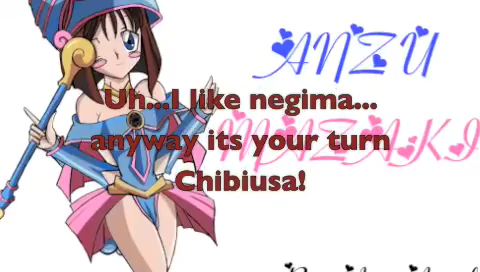 ANZU
Uh...I like negima...
anyway its your turn
MAZAKI
Chibiusa!